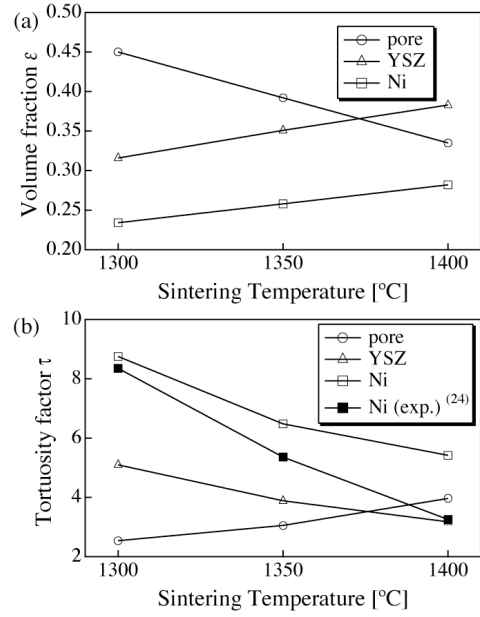 (a)
0.50
0.45
0.40
0.35
0.30
0.25
0.20
Volume fraction ε
pore
YSZ
Ni
1300
1350
1400
Sintering Temperature [ºC]
(b)
10
8
6
4
2
Tortuosity factor τ
pore
YSZ
Ni
Ni (exp.) (24)
1300
1350
1400
Sintering Temperature [ºC]